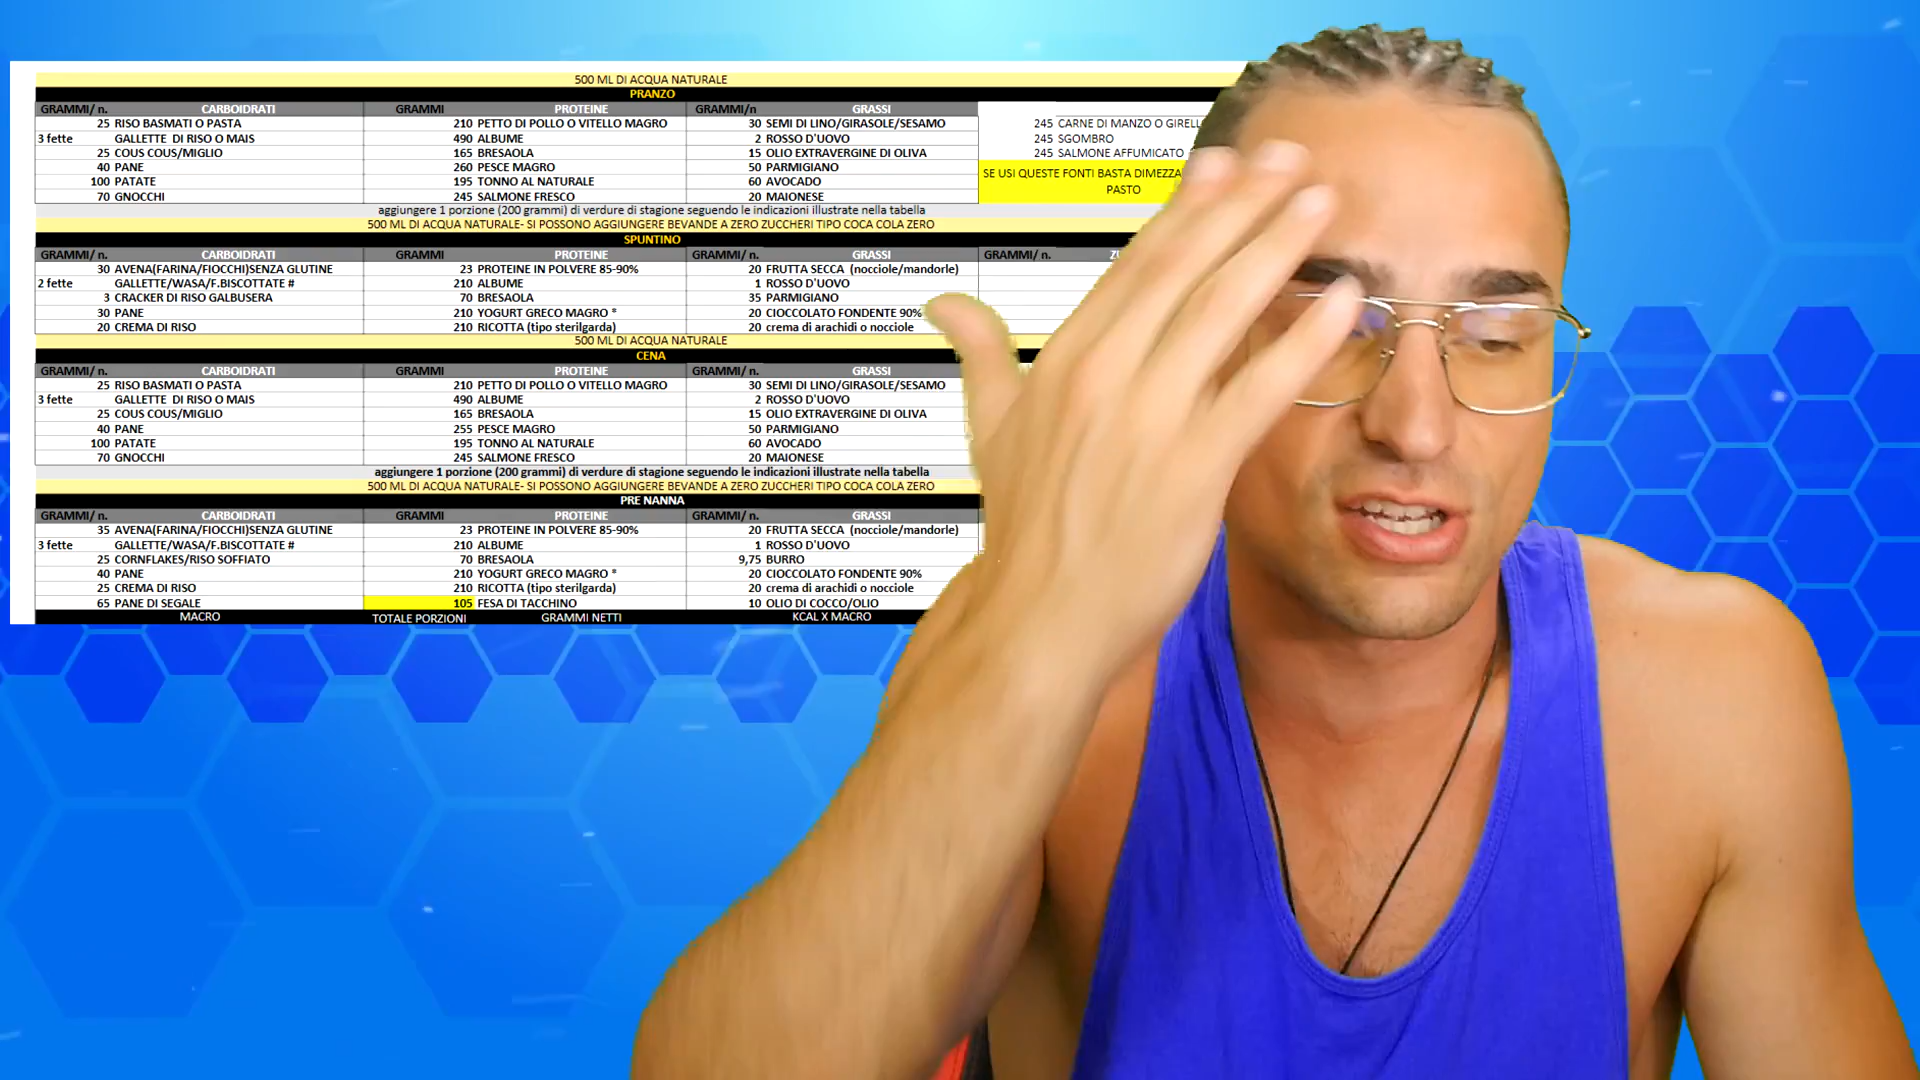 500 ML DI ACQUA NATURALE
PRANZO
GRAMMI/ n. CARBOIDRATI GRAMMI PROTEINE GRAMMI/n GRASSI
25 RISO BASMATI O PASTA 210 PETTO DI POLLO O VITELLO MAGRO 30 SEMI DI LINO/GIRASOLE/SESAMO 245 CARNE DI MANZO O
3 fette GALLETTE DI RISO O MAIS 490 ALBUME 2 ROSSO D'UOVO 245 SGOMBRO
25 COUS COUS/MIGLIO 165 BRESAOLA 15 OLIO EXTRAVERGINE DI OLIVA 245 SALMONE AFFUMICATO
40 PANE 260 PESCE MAGRO 50 PARMIGIANO
100 PATATE 195 TONNO AL NATURALE 60 AVOCADO SE USI QUESTE FONTI BASTA
70 GNOCCHI 245 SALMONE FRESCO 20 MAIONESE PASTO
aggiungere 1 porzione (200 grammi) di verdure di stagione seguendo le indicazioni illustrate nella tabella
500 ML DI ACQUA NATURALE- SI POSSONO AGGIUNGERE BEVANDE A ZERO ZUCCHERI TIPO COCA COLA ZERO
SPUNTINO
GRAMMI/ n. CARBOIDRATI GRAMMI PROTEINE GRAMMI/ n. GRASSI GRAMMI/ n.
30 AVENA(FARINA/FIOCCHI)SENZA GLUTINE 23 PROTEINE IN POLVERE 85-90% 20 FRUTTA SECCA (nocciole/mandorle)
2 fette GALLETTE/WASA/F.BISCOTTATE # 210 ALBUME 1 ROSSO D'UOVO
3 CRACKER DI RISO GALBUSERA 70 BRESAOLA 35 PARMIGIANO
30 PANE 210 YOGURT GRECO MAGRO * 20 CIOCCOLATO FONDENTE 90%
20 CREMA DI RISO 210 RICOTTA (tipo sterilgarda) 20 crema di arachidi o nocciole
500 ML DI ACQUA NATURALE
CENA
GRAMMI/ n. CARBOIDRATI GRAMMI PROTEINE GRAMMI/ n. GRASSI
25 RISO BASMATI O PASTA 210 PETTO DI POLLO O VITELLO MAGRO 30 SEMI DI LINO/GIRASOLE/SESAMO
3 fette GALLETTE DI RISO O MAIS 490 ALBUME 2 ROSSO D'UOVO
25 COUS COUS/MIGLIO 165 BRESAOLA 15 OLIO EXTRAVERGINE DI OLIVA
40 PANE 255 PESCE MAGRO 50 PARMIGIANO
100 PATATE 195 TONNO AL NATURALE 60 AVOCADO
70 GNOCCHI 245 SALMONE FRESCO 20 MAIONESE
aggiungere 1 porzione (200 grammi) di verdure di stagione seguendo le indicazioni illustrate nella tabella
500 ML DI ACQUA NATURALE- SI POSSONO AGGIUNGERE BEVANDE A ZERO ZUCCHERI TIPO COCA COLA ZERO
PRE NANNA
GRAMMI/ n. CARBOIDRATI GRAMMI PROTEINE GRAMMI/ n. GRASSI
35 AVENA(FARINA/FIOCCHI)SENZA GLUTINE 23 PROTEINE IN POLVERE 85-90% 20 FRUTTA SECCA (nocciole/mandorle)
3 fette GALLETTE/WASA/F.BISCOTTATE # 210 ALBUME 1 ROSSO D'UOVO
25 CORNFLAKES/RISO SOFFIATO 70 BRESAOLA 9,75 BURRO
40 PANE 210 YOGURT GRECO MAGRO * 20 CIOCCOLATO FONDENTE 90%
25 CREMA DI RISO 210 RICOTTA (tipo sterilgarda) 20 crema di arachidi o nocciole
65 PANE DI SEGALE 105 FESA DI TACCHINO 10 OLIO DI COCCO/OLIO
MACRO TOTALE PORZIONI GRAMMI NETTI KCAL X MACRO